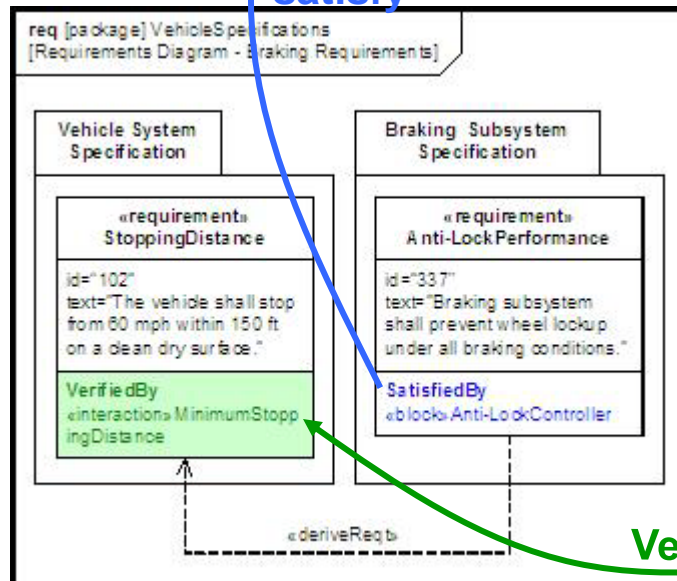 satisfy
req [package] VehicleSpecifications
[Requirements Diagram - Braking Requirements]
Vehicle System
Specification
Braking Subsystem
Specification
«requirement»
StoppingDistance
id="102"
text="The vehicle shall stop
from 60 mph within 150 ft
on a clean dry surface."
VerifiedBy
«interaction» MinimumStopp
ingDistance
«requirement»
Anti-LockPerformance
id="337"
text="Braking subsystem
shall prevent wheel lockup
under all braking conditions."
SatisfiedBy
«block» Anti-LockController
«deriveReqt»
Ve